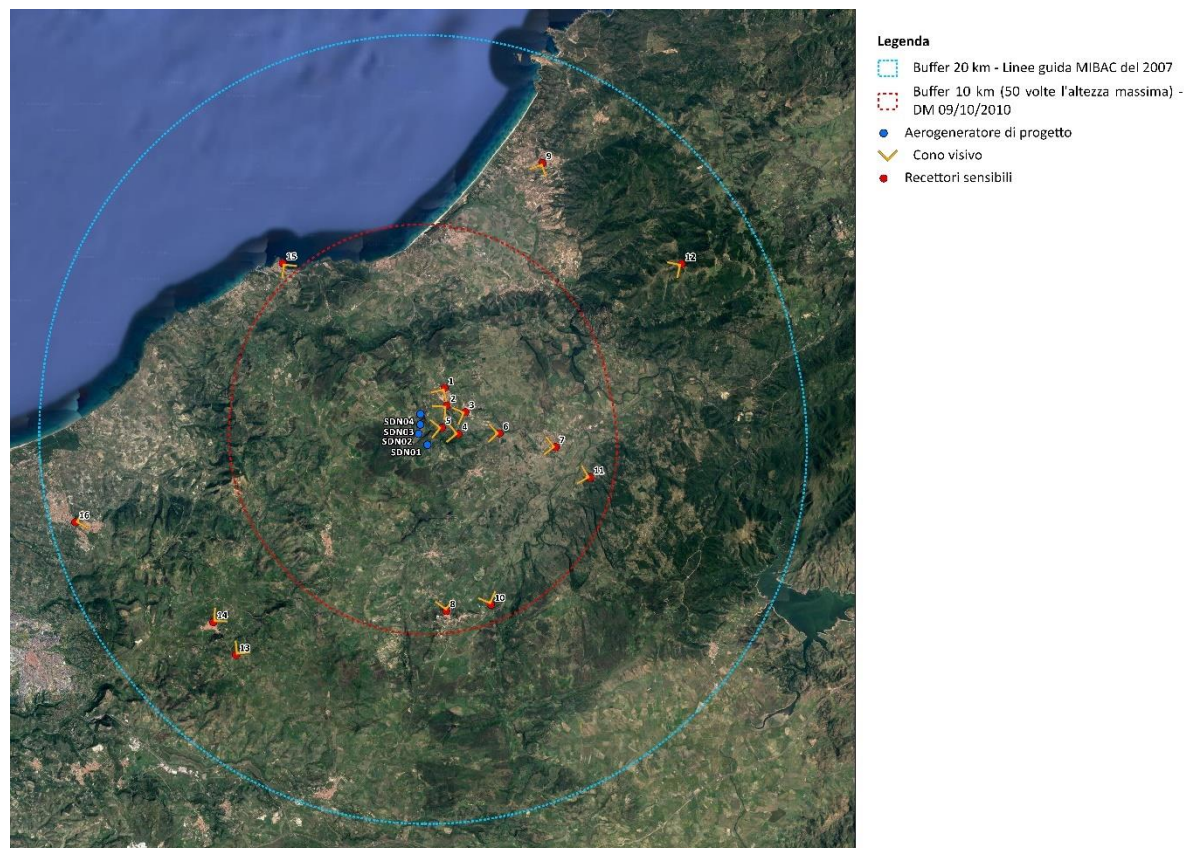 Legenda
Buffer 20 km - Linee guida MIBAC del 2007
Buffer 10 km (50 volte l'altezza massima) -
DM 09/10/2010
Aerogeneratore di progetto
Cono visivo
Recettori sensibili
9
15
12
1
2
3
SDN04
5
4
6
SDN03
SDN02
7
SDN01
11
16
8
10
14
13